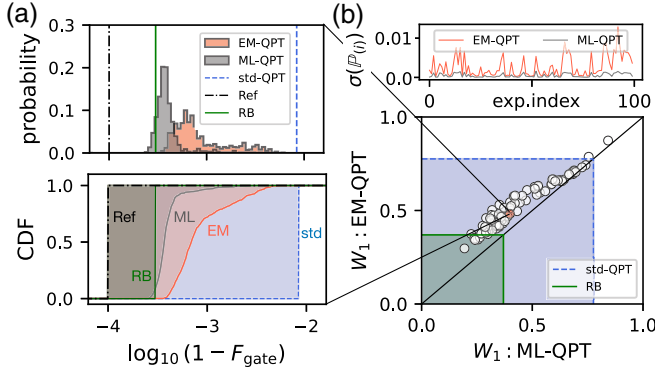 (a)
probability
0.3
0.2
0.1
0.0
EM-QPT
ML-QPT
std-QPT
Ref
RB
CDF
1.0
0.5
0.0
Ref
ML
EM
RB
std
−4
−3
−2
log₁₀ (1 − F_gate)
(b)
σ(ℙ₍ᵢ₎)
0.01
0.00
EM-QPT
ML-QPT
0
exp.index
100
W₁ : EM-QPT
1.0
0.5
0.0
std-QPT
RB
0.0
0.5
1.0
W₁ : ML-QPT